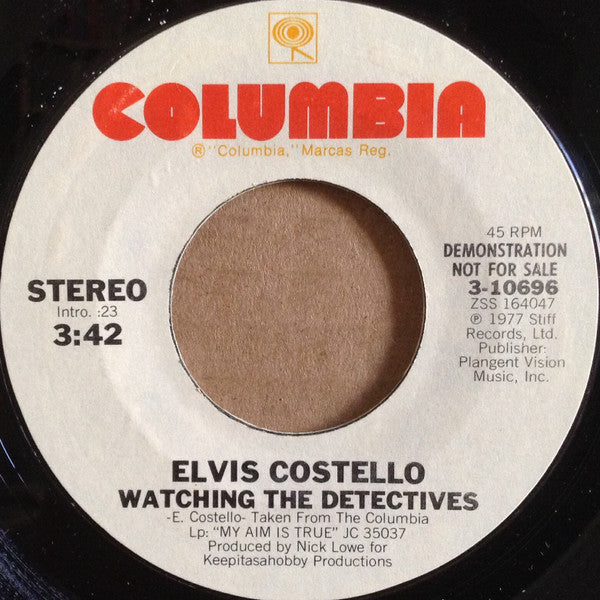 COLUMBIA
® "Columbia," Marcas Reg.
STEREO
Intro. :23
3:42
45 RPM
DEMONSTRATION
NOT FOR SALE
3-10696
ZSS 164047
℗ 1977 Stiff
Records, Ltd.
Publisher:
Plangent Vision
Music, Inc.
ELVIS COSTELLO
WATCHING THE DETECTIVES
-E. Costello- Taken From The Columbia
Lp: "MY AIM IS TRUE" JC 35037
Produced by Nick Lowe for
Keepitasahobby Productions